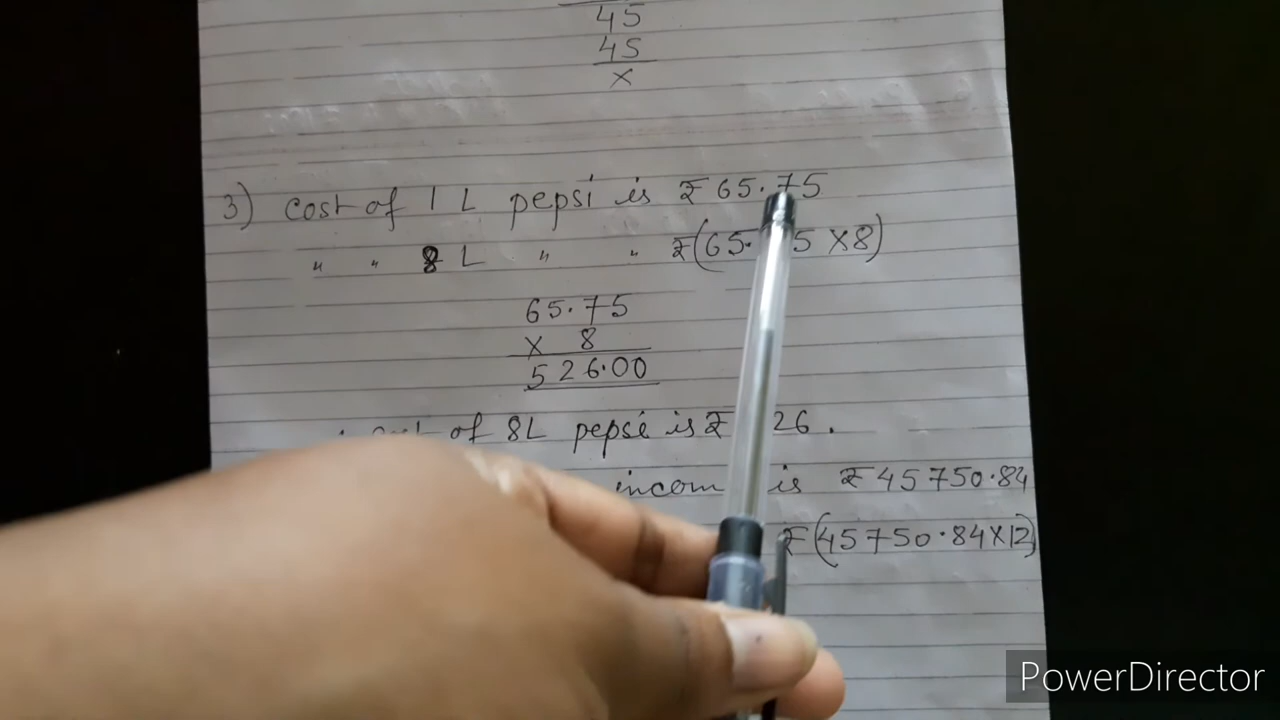 45
45
x
3) cost of 1 L pepsi is ₹ 65.75
" " 8 L " " ₹(65. 5 X8)
65.75
X 8
526.00
of 8L pepsi is ₹ 26.
incom is ₹ 45750.84
₹(45750.84X12)
PowerDirector